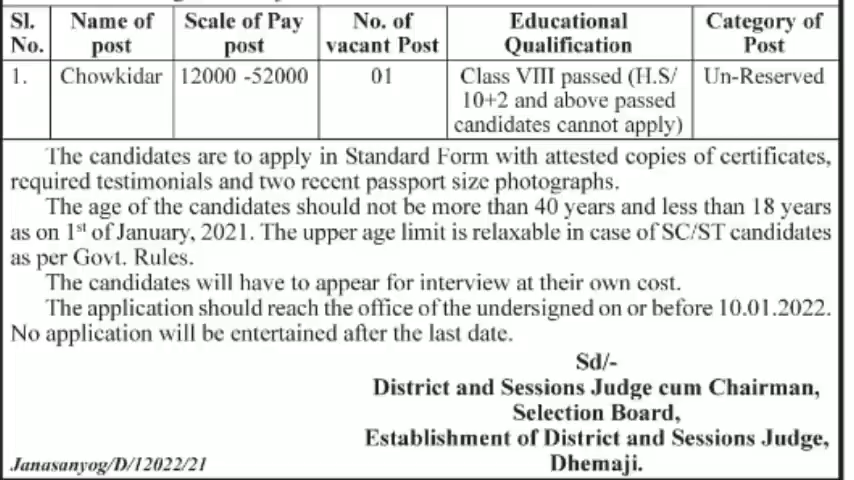 Sl. No. Name of post Scale of Pay post No. of vacant Post Educational Qualification Category of Post
1. Chowkidar 12000 -52000 01 Class VIII passed (H.S/ 10+2 and above passed candidates cannot apply) Un-Reserved
The candidates are to apply in Standard Form with attested copies of certificates,
required testimonials and two recent passport size photographs.
The age of the candidates should not be more than 40 years and less than 18 years
as on 1st of January, 2021. The upper age limit is relaxable in case of SC/ST candidates
as per Govt. Rules.
The candidates will have to appear for interview at their own cost.
The application should reach the office of the undersigned on or before 10.01.2022.
No application will be entertained after the last date.
Sd/-
District and Sessions Judge cum Chairman,
Selection Board,
Establishment of District and Sessions Judge,
Janasanyog/D/12022/21 Dhemaji.